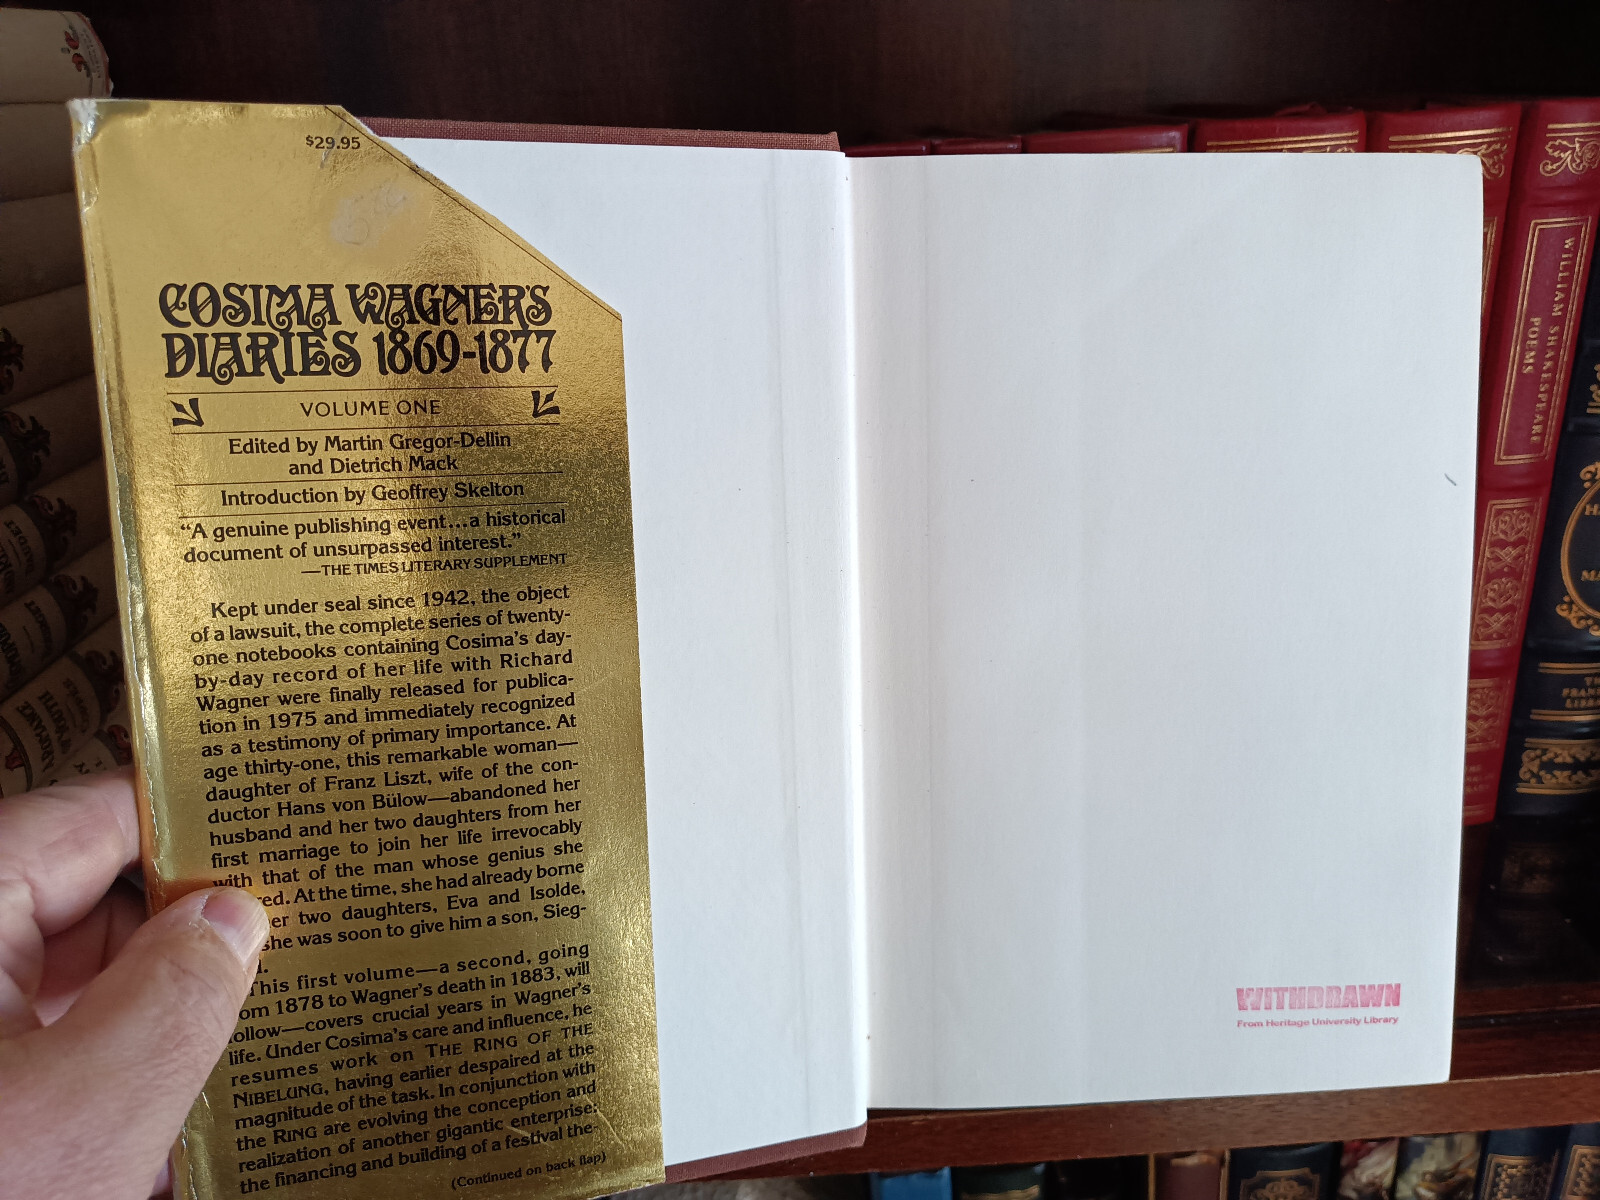 $29.95
COSIMA WAGNER'S
DIARIES 1869-1877
VOLUME ONE
Edited by Martin Gregor-Dellin
and Dietrich Mack
Introduction by Geoffrey Skelton
“A genuine publishing event...a historical
document of unsurpassed interest.”
—THE TIMES LITERARY SUPPLEMENT
Kept under seal since 1942, the object
of a lawsuit, the complete series of twenty-
one notebooks containing Cosima's day-
by-day record of her life with Richard
Wagner were finally released for publica-
tion in 1975 and immediately recognized
as a testimony of primary importance. At
age thirty-one, this remarkable woman—
daughter of Franz Liszt, wife of the con-
ductor Hans von Bülow—abandoned her
husband and her two daughters from her
first marriage to join her life irrevocably
with that of the man whose genius she
red. At the time, she had already borne
er two daughters, Eva and Isolde,
she was soon to give him a son, Sieg-
d.
This first volume—a second, going
om 1878 to Wagner's death in 1883, will
ollow—covers crucial years in Wagner's
life. Under Cosima's care and influence, he
resumes work on THE RING OF THE
NIBELUNG, having earlier despaired at the
magnitude of the task. In conjunction with
the RING are evolving the conception and
realization of another gigantic enterprise:
the financing and building of a festival the-
(Continued on back flap)
WITHDRAWN
From Heritage University Library
WILLIAM SHAKESPEARE
POEMS